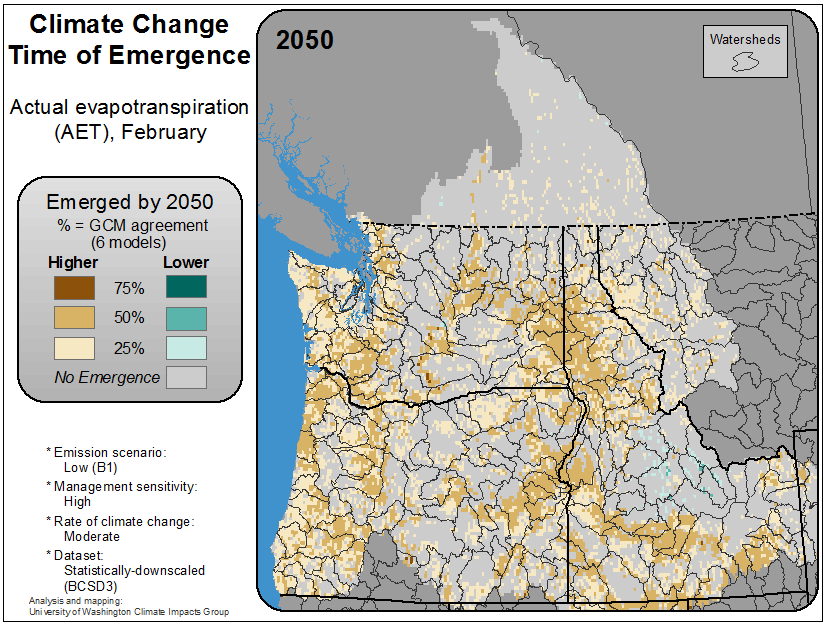 Climate Change
Time of Emergence
Actual evapotranspiration
(AET), February
Emerged by 2050
% = GCM agreement
(6 models)
Higher Lower
75%
50%
25%
No Emergence
* Emission scenario:
Low (B1)
* Management sensitivity:
High
* Rate of climate change:
Moderate
* Dataset:
Statistically-downscaled
(BCSD3)
Analysis and mapping:
University of Washington Climate Impacts Group
2050
Watersheds